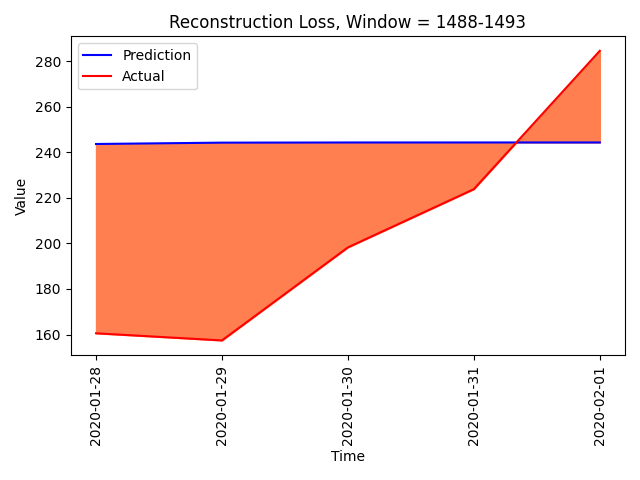 Reconstruction Loss, Window = 1488-1493
Prediction
Actual
Value
280
260
240
220
200
180
160
2020-01-28
2020-01-29
2020-01-30
2020-01-31
2020-02-01
Time